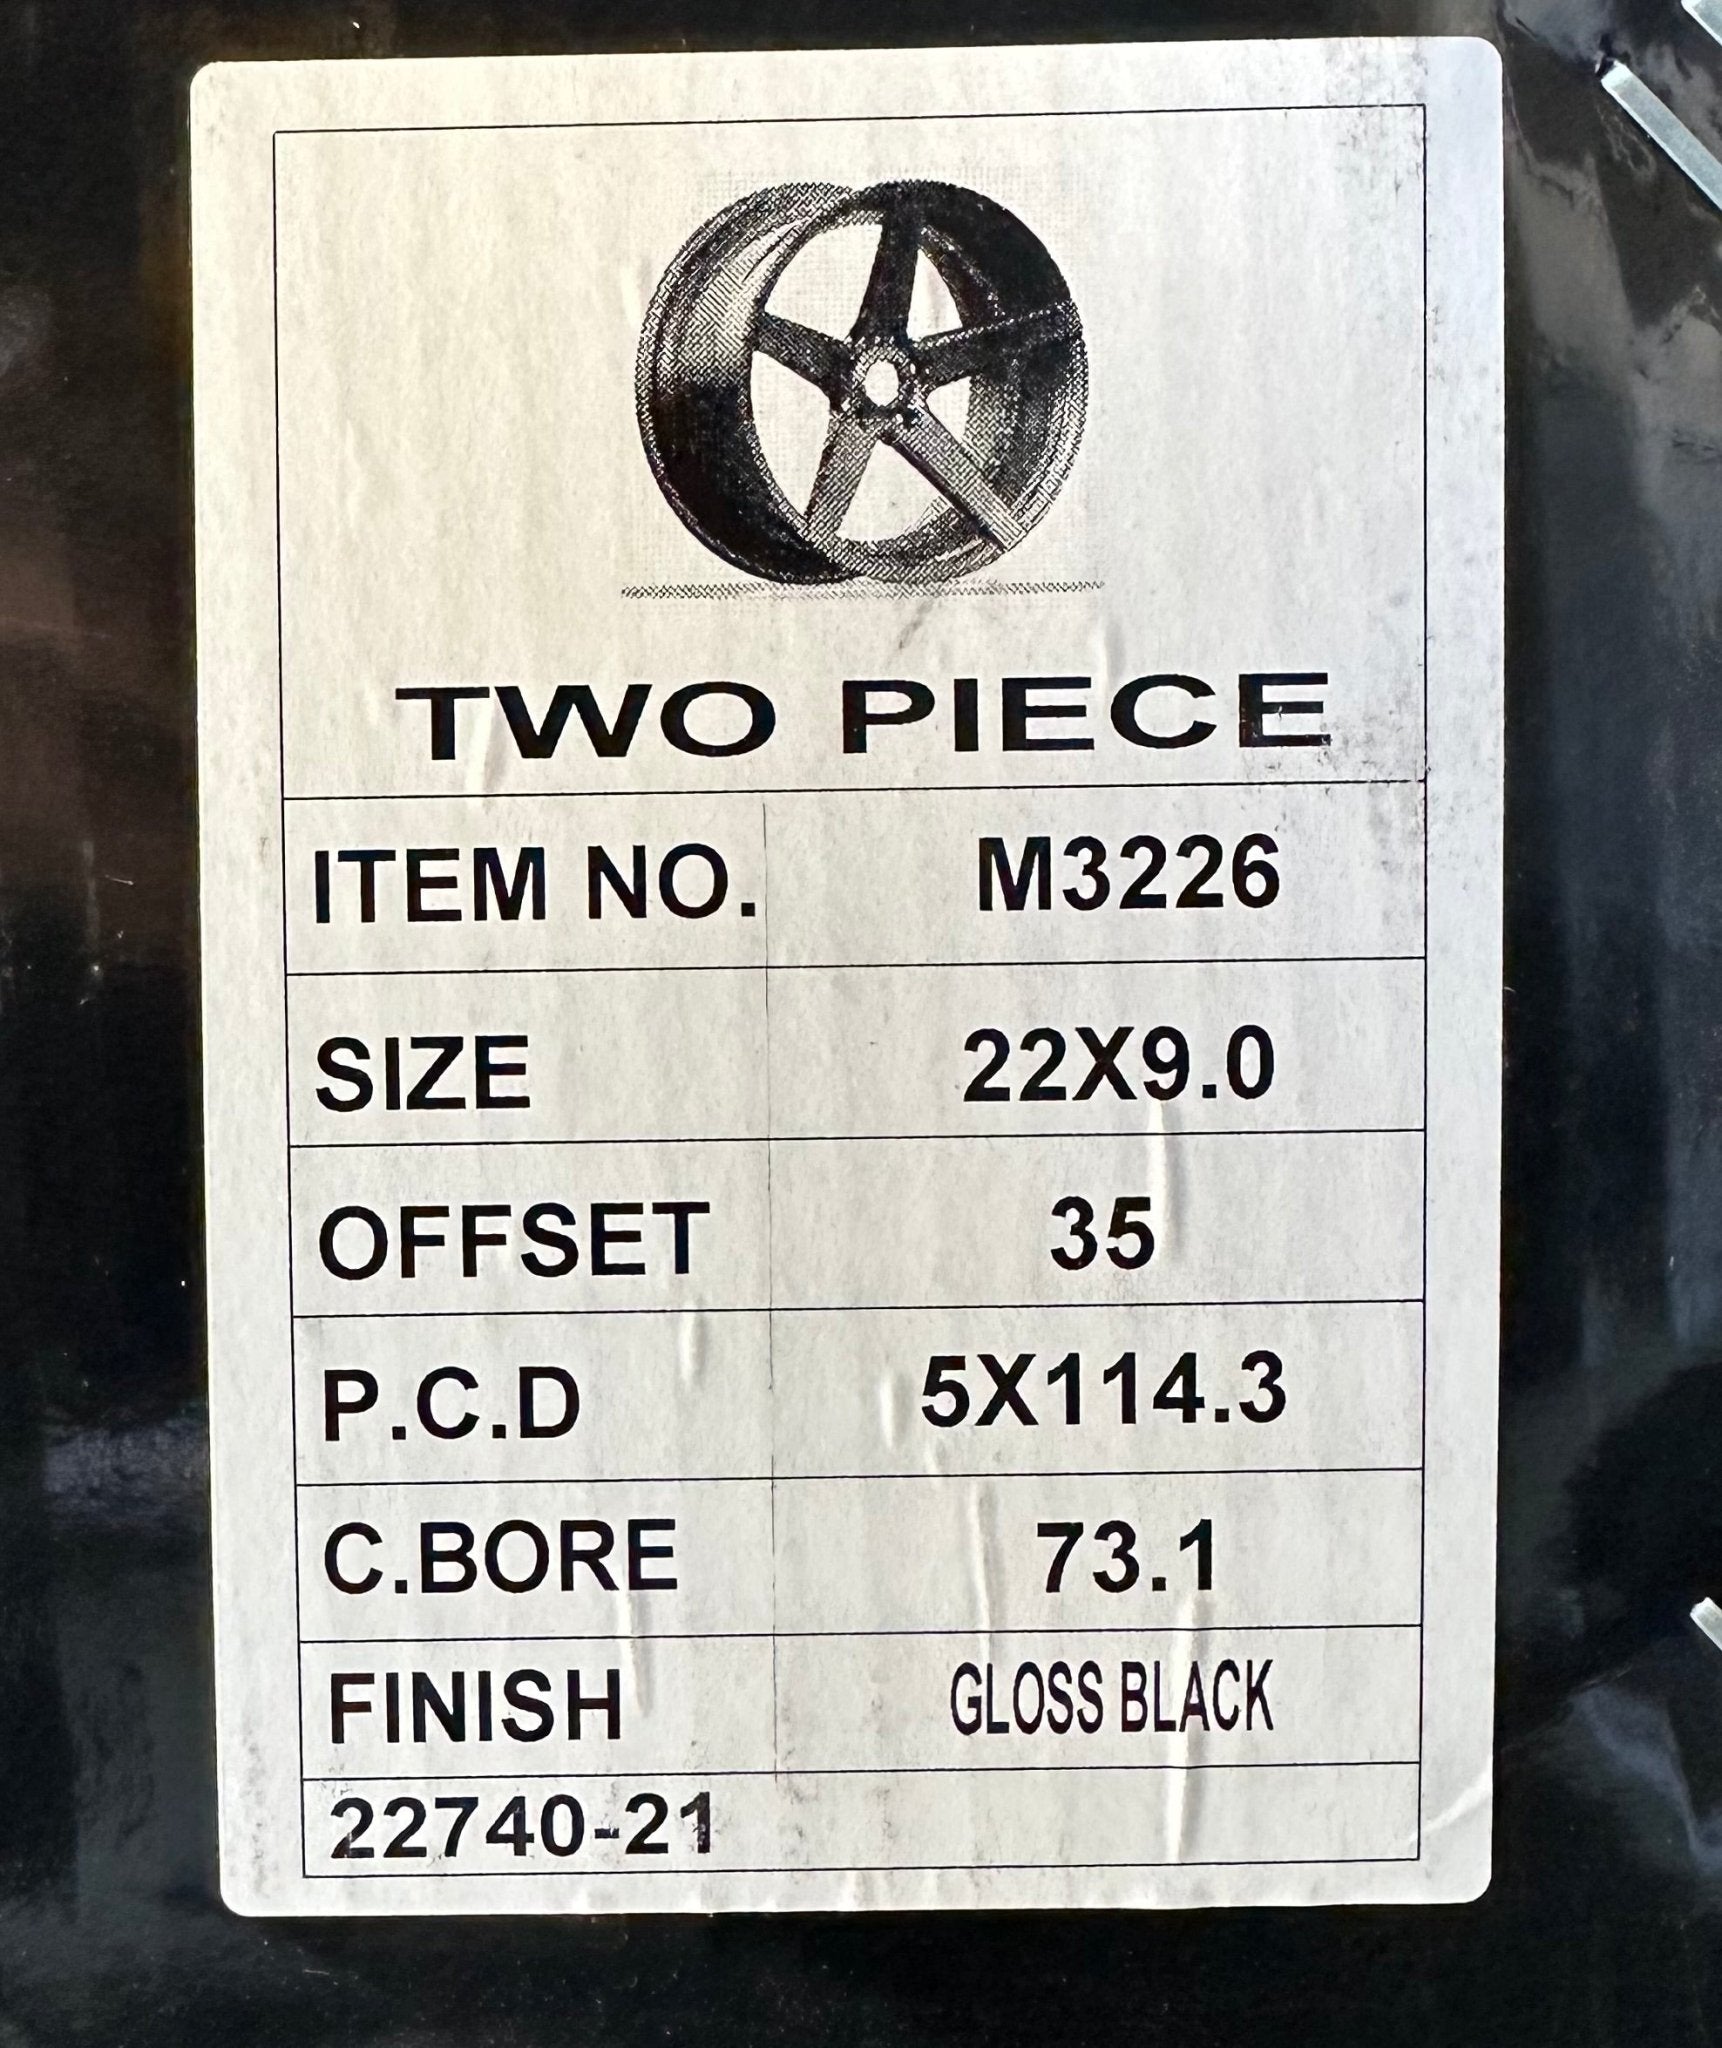 TWO PIECE
ITEM NO. M3226
SIZE 22X9.0
OFFSET 35
P.C.D 5X114.3
C.BORE 73.1
FINISH GLOSS BLACK
22740-21